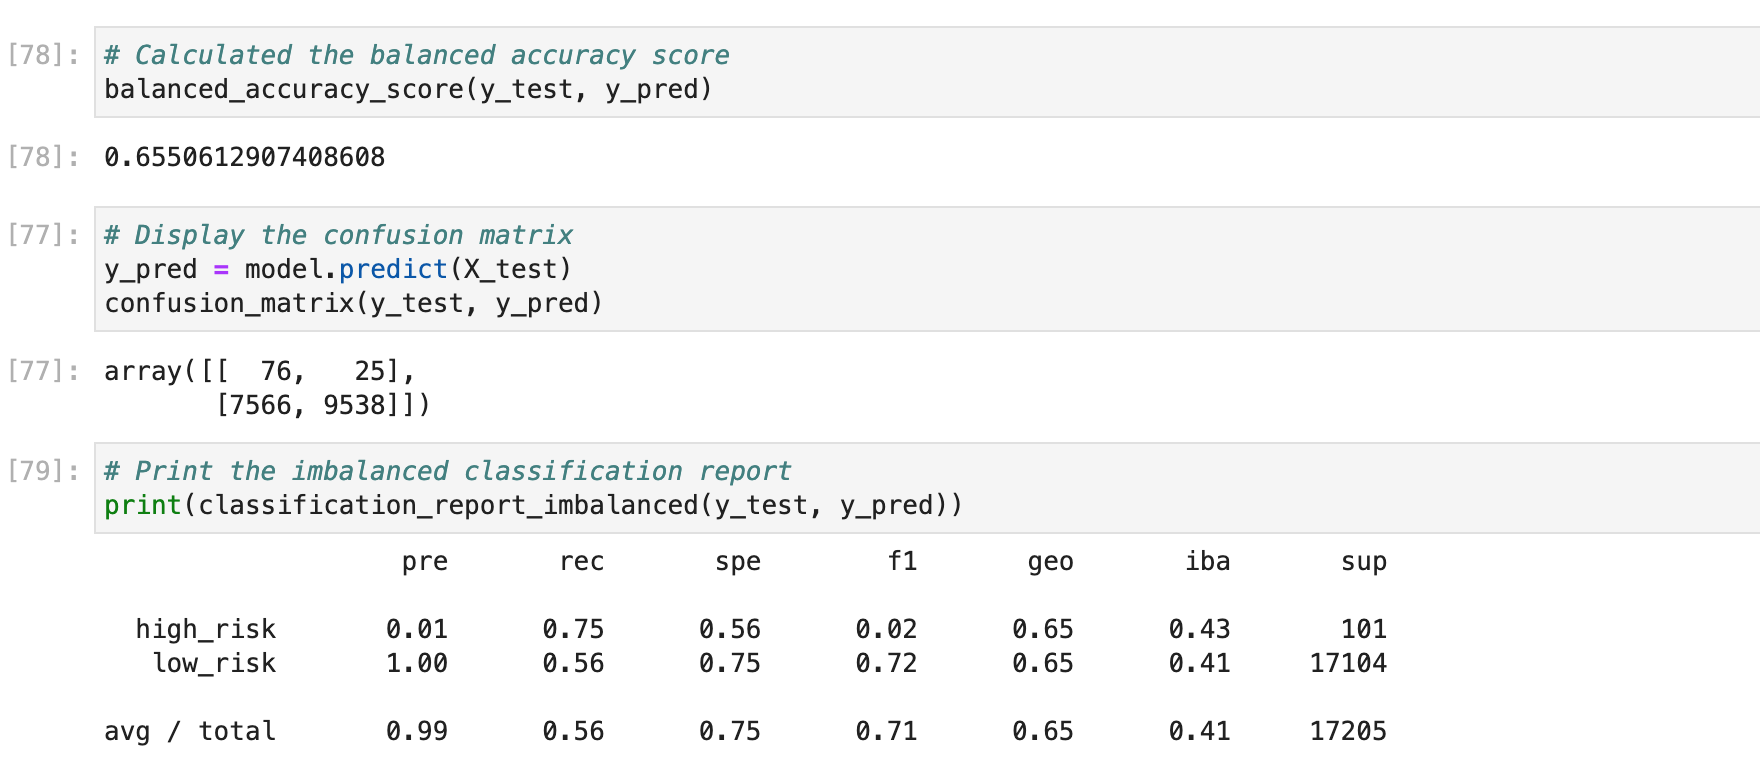 [78]: # Calculated the balanced accuracy score
balanced_accuracy_score(y_test, y_pred)
[78]: 0.6550612907408608
[77]: # Display the confusion matrix
y_pred = model.predict(X_test)
confusion_matrix(y_test, y_pred)
[77]: array([[  76,   25],
       [7566, 9538]])
[79]: # Print the imbalanced classification report
print(classification_report_imbalanced(y_test, y_pred))
                   pre       rec       spe        f1       geo       iba       sup
  high_risk       0.01      0.75      0.56      0.02      0.65      0.43       101
   low_risk       1.00      0.56      0.75      0.72      0.65      0.41     17104
avg / total       0.99      0.56      0.75      0.71      0.65      0.41     17205